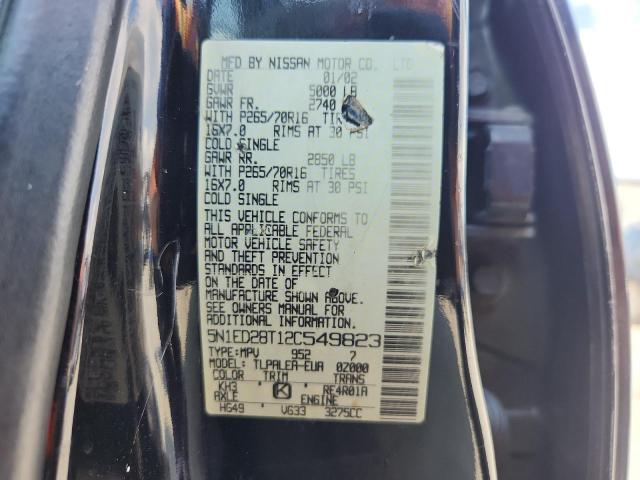 MFD BY NISSAN MOTOR CO., LTD
DATE 01/02
GVWR 5000 LB
GAWR FR. 2740
WITH P265/70R16
16X7.0 RIMS AT 30 PSI
COLD SINGLE
GAWR RR. 2850 LB
WITH P265/70R16 TIRES
16X7.0 RIMS AT 30 PSI
COLD SINGLE
THIS VEHICLE CONFORMS TO
ALL APPLICABLE FEDERAL
MOTOR VEHICLE SAFETY
AND THEFT PREVENTION
STANDARDS IN EFFECT
ON THE DATE OF
MANUFACTURE SHOWN ABOVE.
SEE OWNERS MANUAL FOR
ADDITIONAL INFORMATION.
5N1ED28T12C549823
TYPE:MPV 952 7
MODEL: TLPALEA-EUA 0Z000
COLOR TRIM TRANS
KH3 K RE4R01A
AXLE ENGINE
HG49 VG33 3275CC